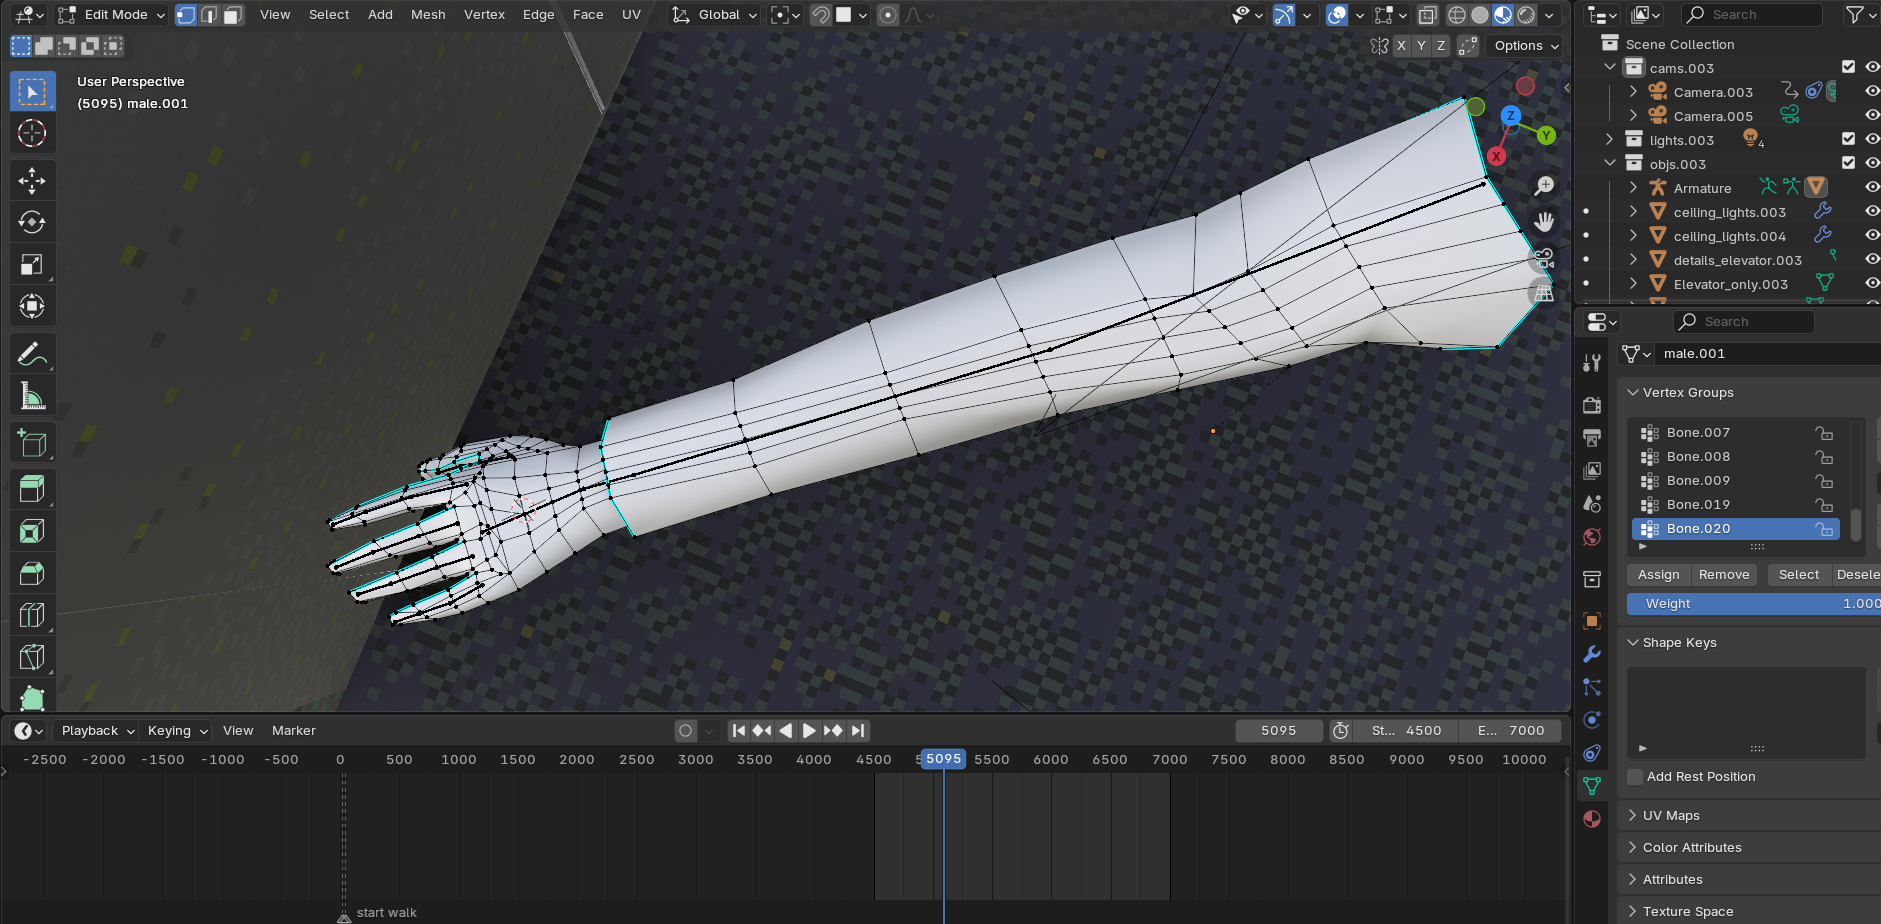 Edit Mode View Select Add Mesh Vertex Edge Face UV Global
X Y Z Options
User Perspective
(5095) male.001
Z
Y
X
Search
Scene Collection
cams.003
Camera.003
Camera.005
lights.003 4
objs.003
Armature
ceiling_lights.003
ceiling_lights.004
details_elevator.003
Elevator_only.003
Search
male.001
Vertex Groups
Bone.007
Bone.008
Bone.009
Bone.019
Bone.020
Assign Remove Select Desele
Weight 1.000
Shape Keys
Add Rest Position
UV Maps
Color Attributes
Attributes
Texture Space
Playback Keying View Marker 5095 St... 4500 E... 7000
-2500 -2000 -1500 -1000 -500 0 500 1000 1500 2000 2500 3000 3500 4000 4500 5095 5500 6000 6500 7000 7500 8000 8500 9000 9500 10000
start walk